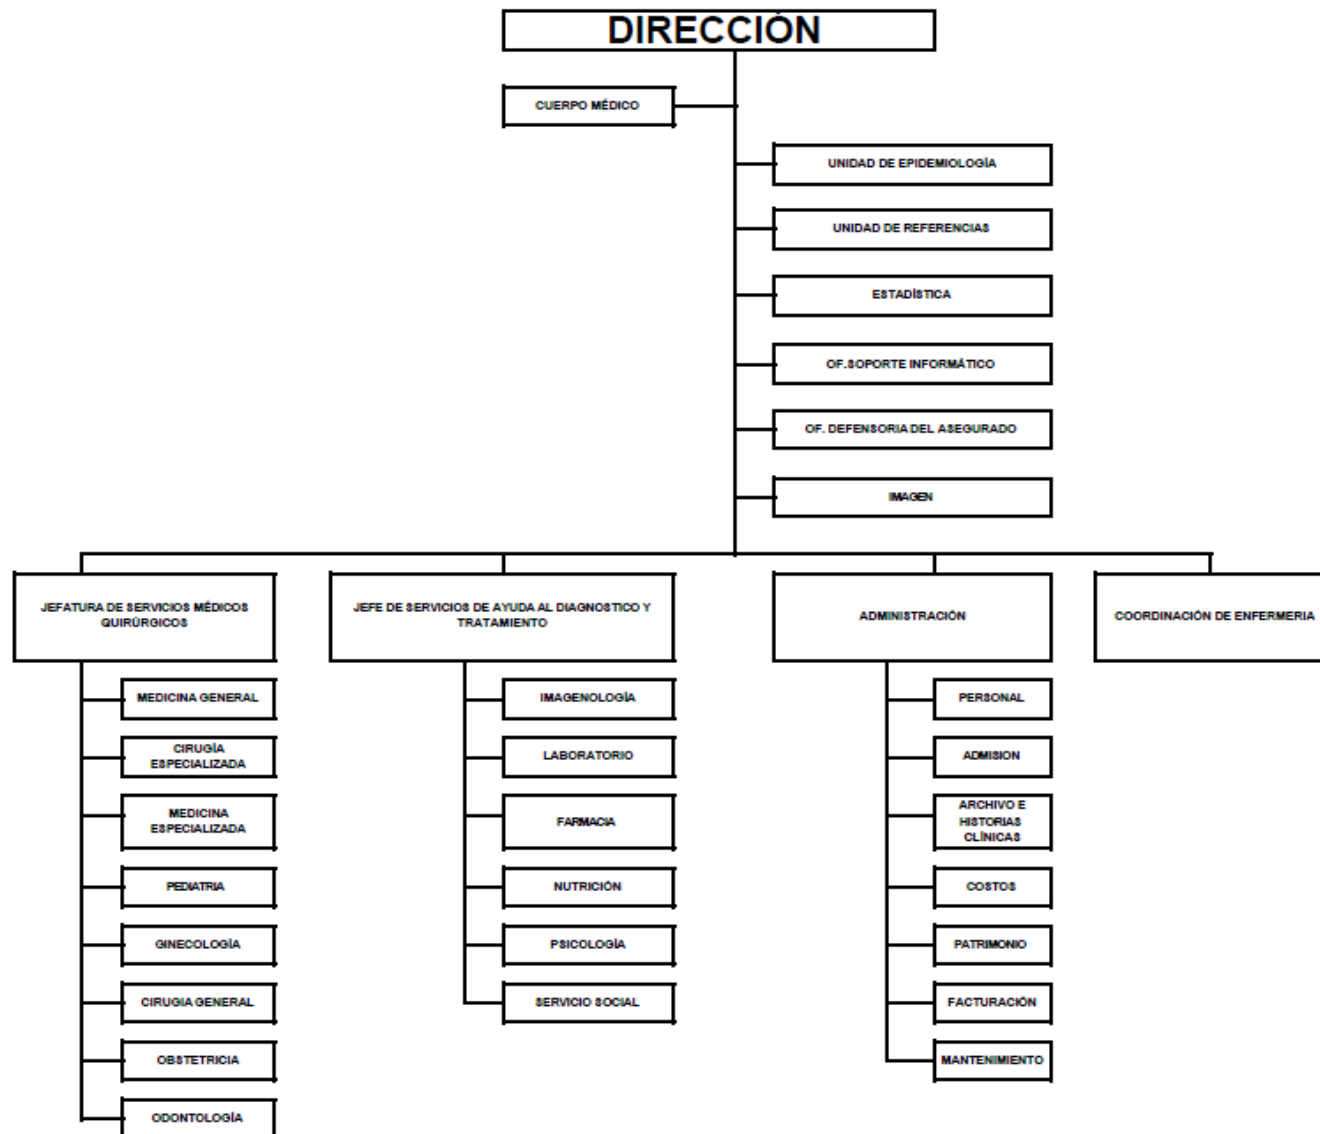 DIRECCIÓN
CUERPO MÉDICO
UNIDAD DE EPIDEMIOLOGÍA
UNIDAD DE REFERENCIAS
ESTADÍSTICA
OF.SOPORTE INFORMÁTICO
OF. DEFENSORIA DEL ASEGURADO
IMAGEN
JEFATURA DE SERVICIOS MÉDICOS
QUIRÚRGICOS
JEFE DE SERVICIOS DE AYUDA AL DIAGNOSTICO Y
TRATAMIENTO
ADMINISTRACIÓN
COORDINACIÓN DE ENFERMERIA
MEDICINA GENERAL
CIRUGÍA
ESPECIALIZADA
MEDICINA
ESPECIALIZADA
PEDIATRIA
GINECOLOGÍA
CIRUGIA GENERAL
OBSTETRICIA
ODONTOLOGÍA
IMAGENOLOGÍA
LABORATORIO
FARMACIA
NUTRICIÓN
PSICOLOGÍA
SERVICIO SOCIAL
PERSONAL
ADMISION
ARCHIVO E
HISTORIAS
CLÍNICAS
COSTOS
PATRIMONIO
FACTURACIÓN
MANTENIMIENTO